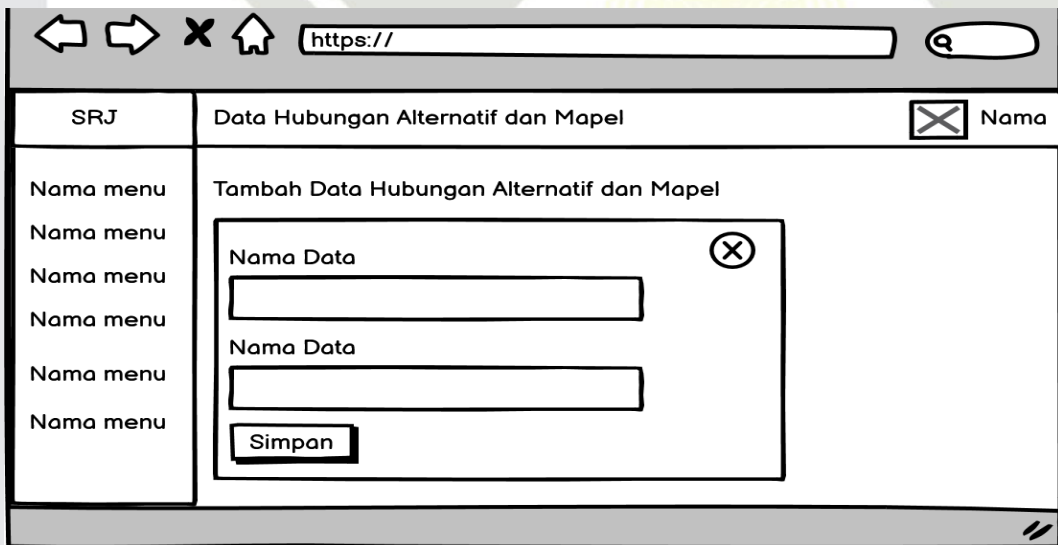 https://
SRJ
Data Hubungan Alternatif dan Mapel
Nama
Nama menu
Nama menu
Nama menu
Nama menu
Nama menu
Nama menu
Tambah Data Hubungan Alternatif dan Mapel
Nama Data
Nama Data
Simpan